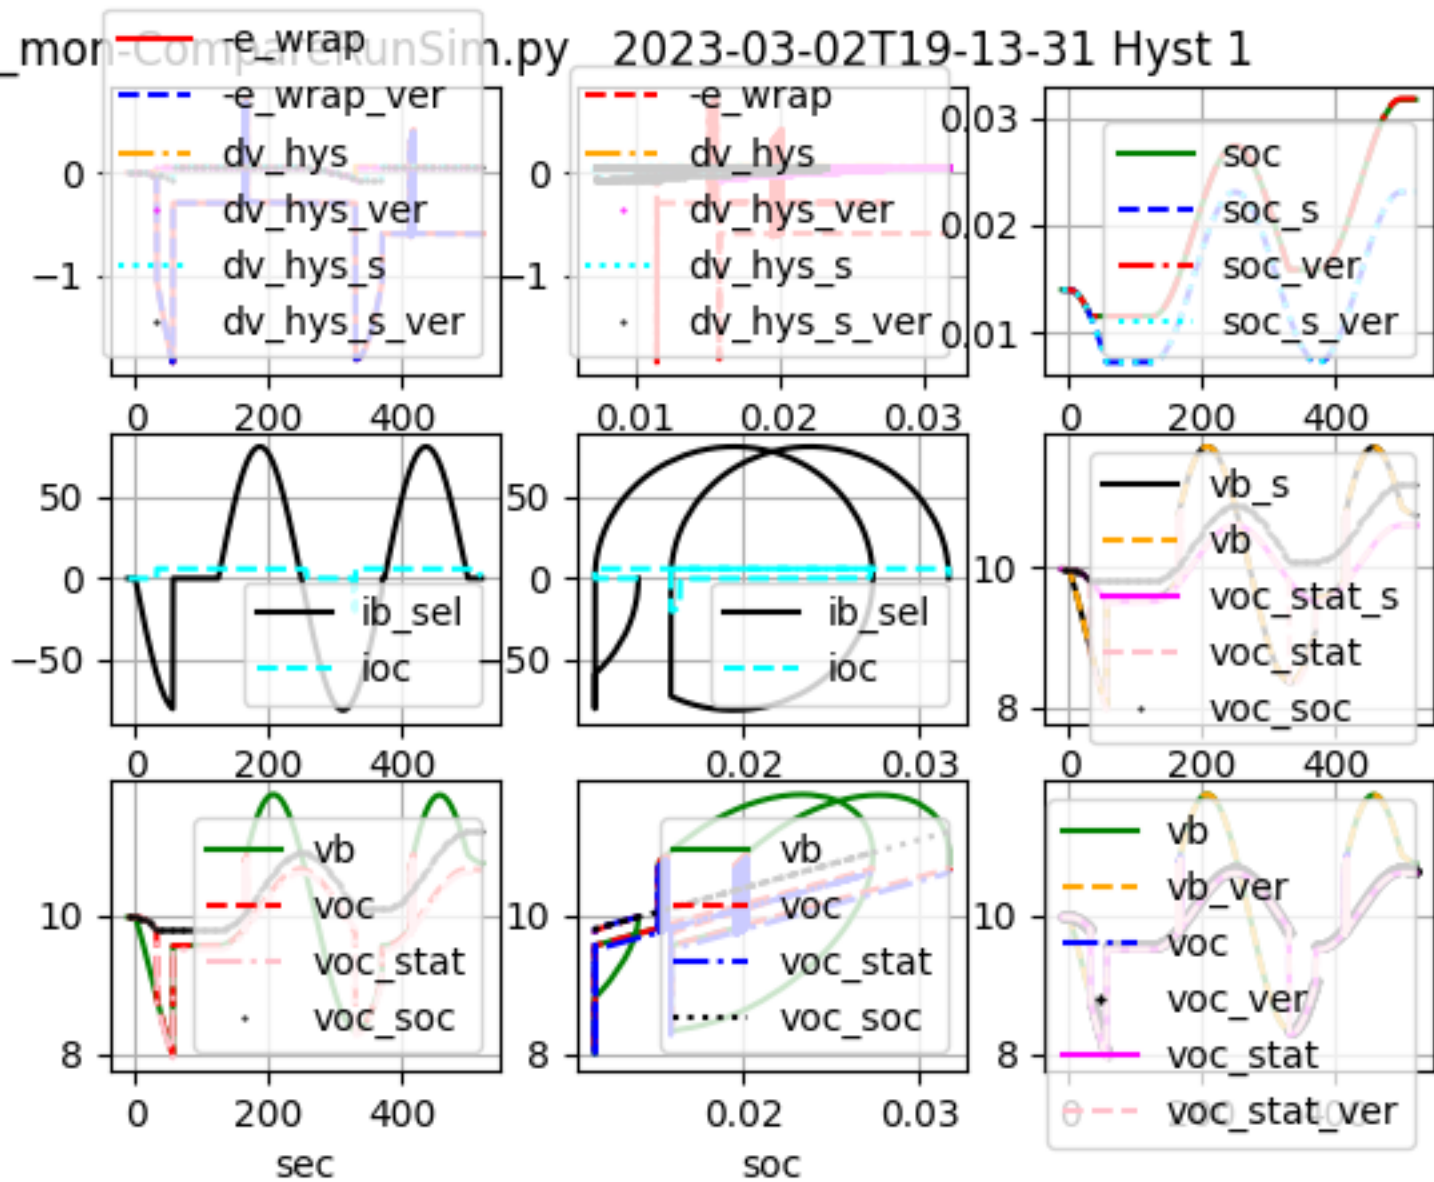 _mon-CompareRunSim.py   2023-03-02T19-13-31 Hyst 1
-e_wrap
-e_wrap_ver
dv_hys
dv_hys_ver
dv_hys_s
dv_hys_s_ver
0
−1
0 200 400
-e_wrap
dv_hys
dv_hys_ver
dv_hys_s
dv_hys_s_ver
0
−1
0.01 0.02 0.03
soc
soc_s
soc_ver
soc_s_ver
0.03
0.02
0.01
0 200 400
50
0
−50
ib_sel
ioc
0 200 400
50
0
−50
ib_sel
ioc
0.02 0.03
10
8
vb_s
vb
voc_stat_s
voc_stat
voc_soc
0 200 400
10
8
vb
voc
voc_stat
voc_soc
0 200 400
sec
10
8
vb
voc
voc_stat
voc_soc
0.02 0.03
soc
10
8
vb
vb_ver
voc
voc_ver
voc_stat
voc_stat_ver
0 200 400